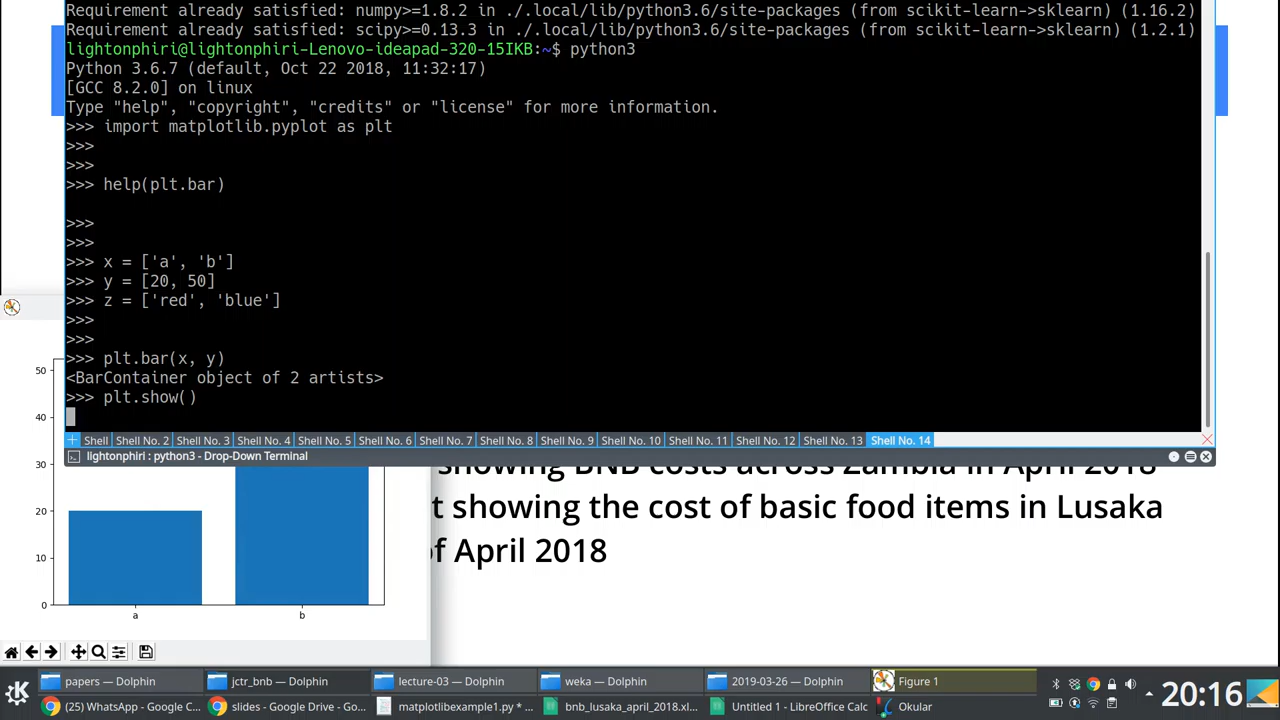 Requirement already satisfied: numpy>=1.8.2 in ./.local/lib/python3.6/site-packages (from scikit-learn->sklearn) (1.16.2)
Requirement already satisfied: scipy>=0.13.3 in ./.local/lib/python3.6/site-packages (from scikit-learn->sklearn) (1.2.1)
lightonphiri@lightonphiri-Lenovo-ideapad-320-15IKB:~$ python3
Python 3.6.7 (default, Oct 22 2018, 11:32:17)
[GCC 8.2.0] on linux
Type "help", "copyright", "credits" or "license" for more information.
>>> import matplotlib.pyplot as plt
>>>
>>>
>>> help(plt.bar)
>>>
>>>
>>> x = ['a', 'b']
>>> y = [20, 50]
>>> z = ['red', 'blue']
>>>
>>>
>>> plt.bar(x, y)
<BarContainer object of 2 artists>
>>> plt.show()
Shell Shell No. 2 Shell No. 3 Shell No. 4 Shell No. 5 Shell No. 6 Shell No. 7 Shell No. 8 Shell No. 9 Shell No. 10 Shell No. 11 Shell No. 12 Shell No. 13 Shell No. 14
lightonphiri : python3 - Drop-Down Terminal
50
40
30
20
10
0
a b
showing BNB costs across Zambia in April 2018
t showing the cost of basic food items in Lusaka
of April 2018
papers — Dolphin jctr_bnb — Dolphin lecture-03 — Dolphin weka — Dolphin 2019-03-26 — Dolphin Figure 1
(25) WhatsApp - Google C... slides - Google Drive - Go... matplotlibexample1.py * ... bnb_lusaka_april_2018.xl... Untitled 1 - LibreOffice Calc Okular
20:16